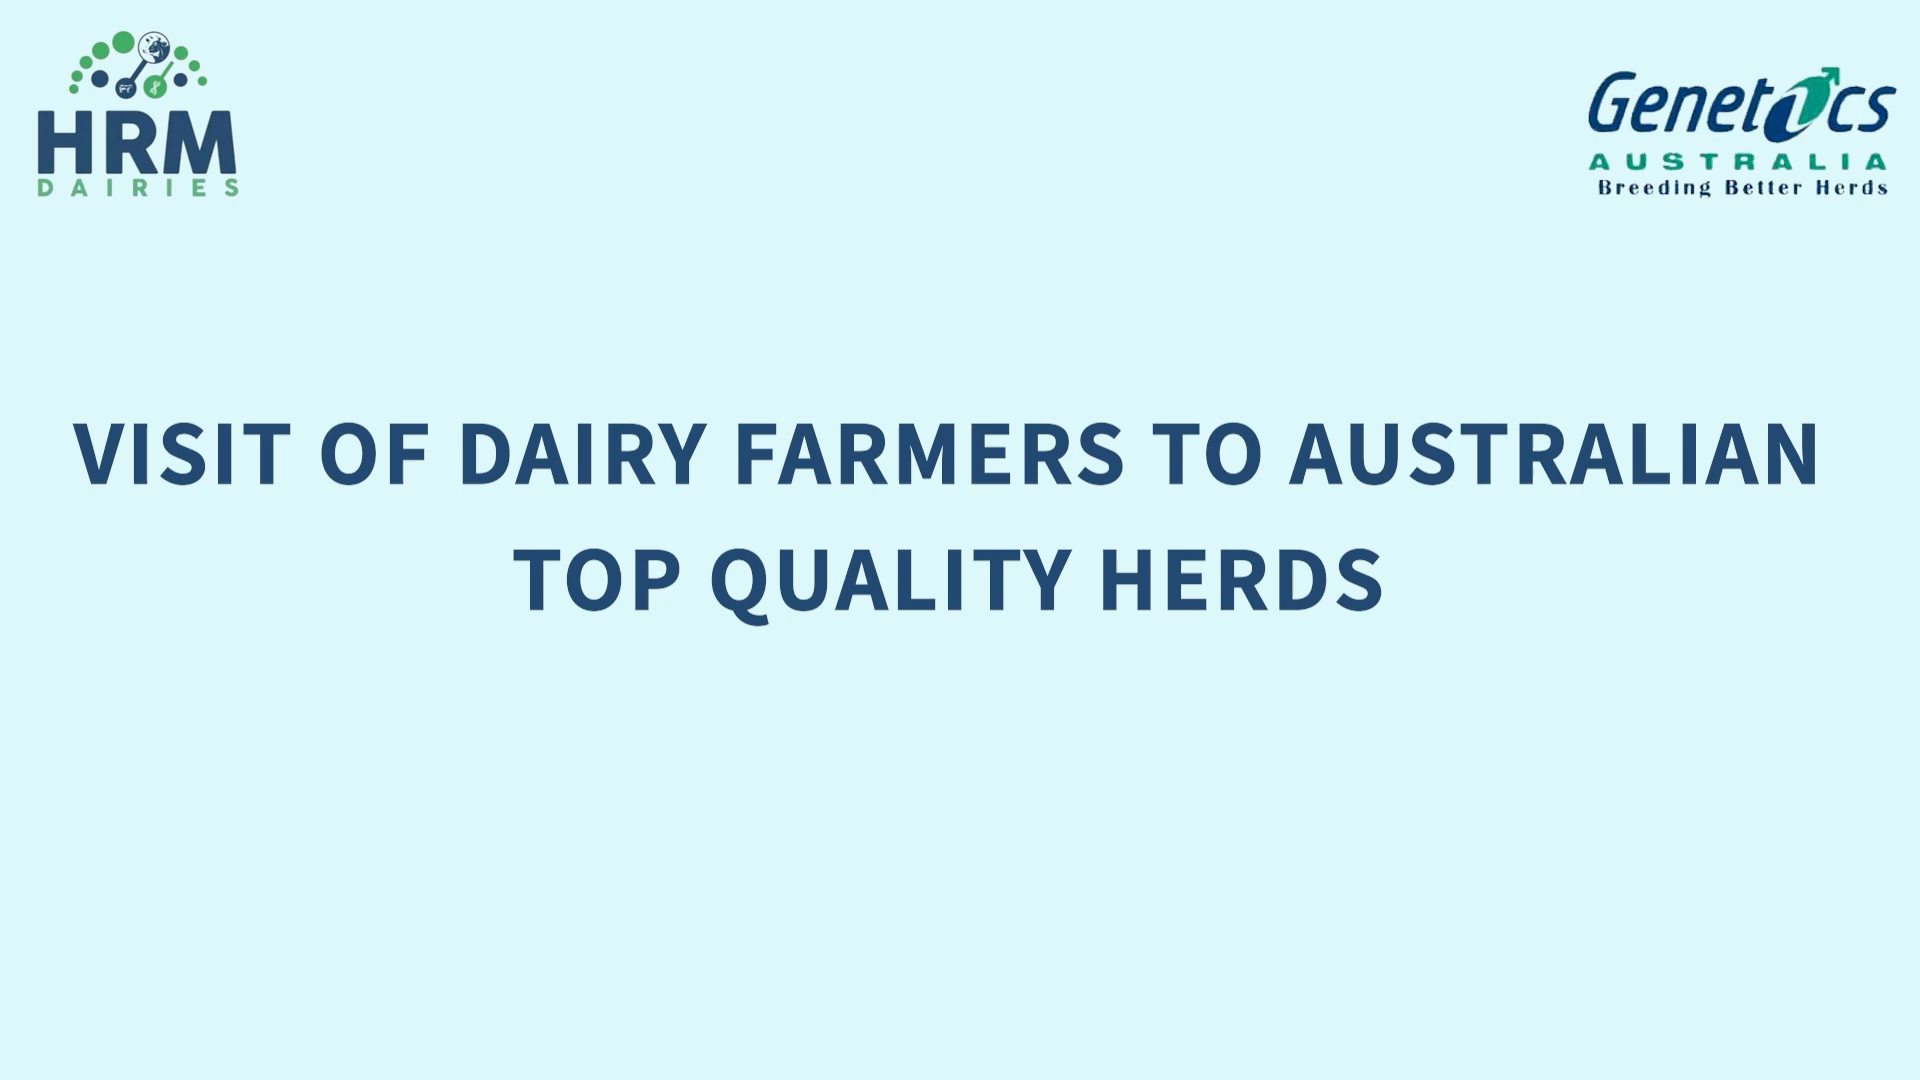 HRM
DAIRIES
Genetics
AUSTRALIA
Breeding Better Herds
VISIT OF DAIRY FARMERS TO AUSTRALIAN
TOP QUALITY HERDS